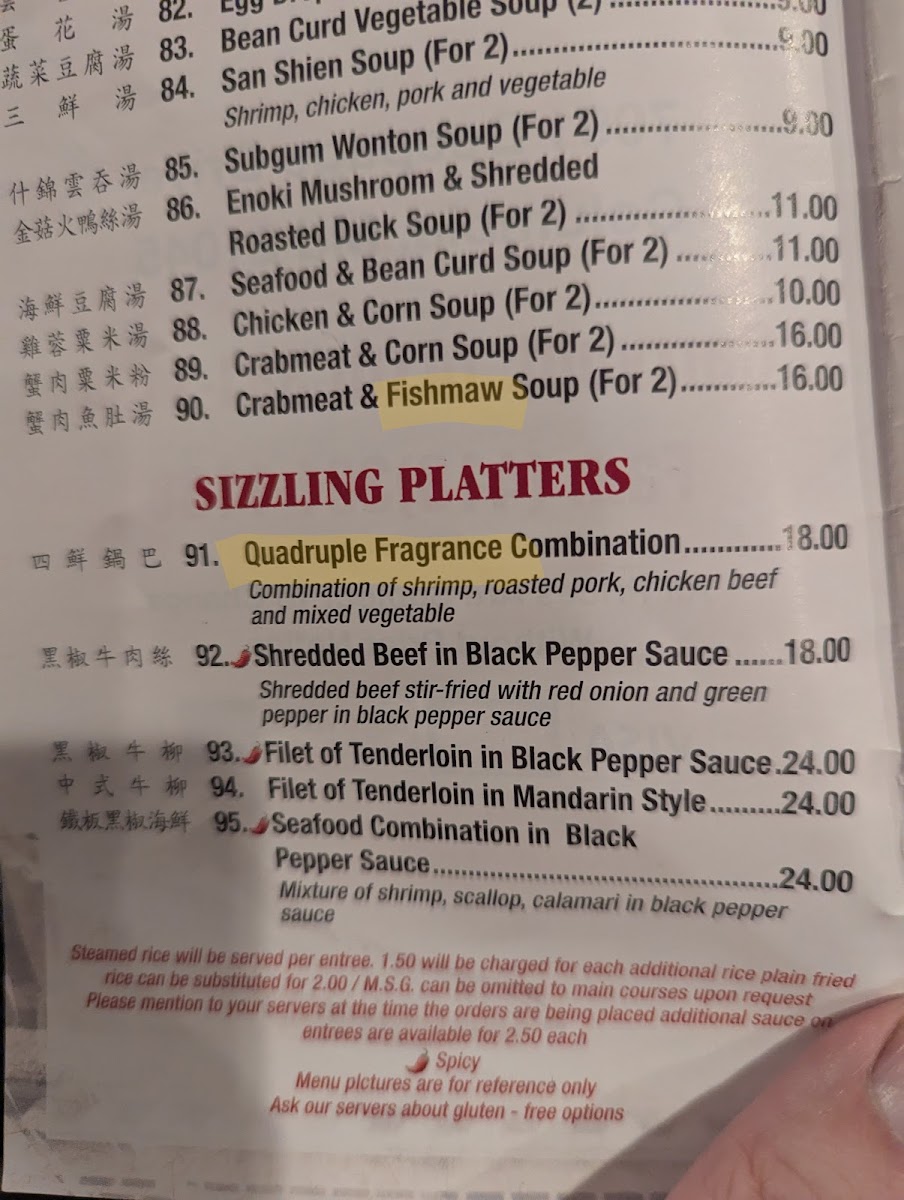 蛋花湯 82. Egg
蔬菜豆腐湯 83. Bean Curd Vegetable Soup (2)
三鮮湯 84. San Shien Soup (For 2) 9.00
Shrimp, chicken, pork and vegetable
什錦雲吞湯 85. Subgum Wonton Soup (For 2) 9.00
金菇火鴨絲湯 86. Enoki Mushroom & Shredded
Roasted Duck Soup (For 2) 11.00
海鮮豆腐湯 87. Seafood & Bean Curd Soup (For 2) 11.00
雞蓉粟米湯 88. Chicken & Corn Soup (For 2) 10.00
蟹肉粟米粉 89. Crabmeat & Corn Soup (For 2) 16.00
蟹肉魚肚湯 90. Crabmeat & Fishmaw Soup (For 2) 16.00
SIZZLING PLATTERS
四鮮鍋巴 91. Quadruple Fragrance Combination 18.00
Combination of shrimp, roasted pork, chicken beef
and mixed vegetable
黑椒牛肉絲 92. Shredded Beef in Black Pepper Sauce 18.00
Shredded beef stir-fried with red onion and green
pepper in black pepper sauce
黑椒牛柳 93. Filet of Tenderloin in Black Pepper Sauce 24.00
中式牛柳 94. Filet of Tenderloin in Mandarin Style 24.00
鐵板黑椒海鮮 95. Seafood Combination in Black
Pepper Sauce 24.00
Mixture of shrimp, scallop, calamari in black pepper
sauce
Steamed rice will be served per entree. 1.50 will be charged for each additional rice plain fried
rice can be substituted for 2.00 / M.S.G. can be omitted to main courses upon request
Please mention to your servers at the time the orders are being placed additional sauce on
entrees are available for 2.50 each
Spicy
Menu pictures are for reference only
Ask our servers about gluten - free options